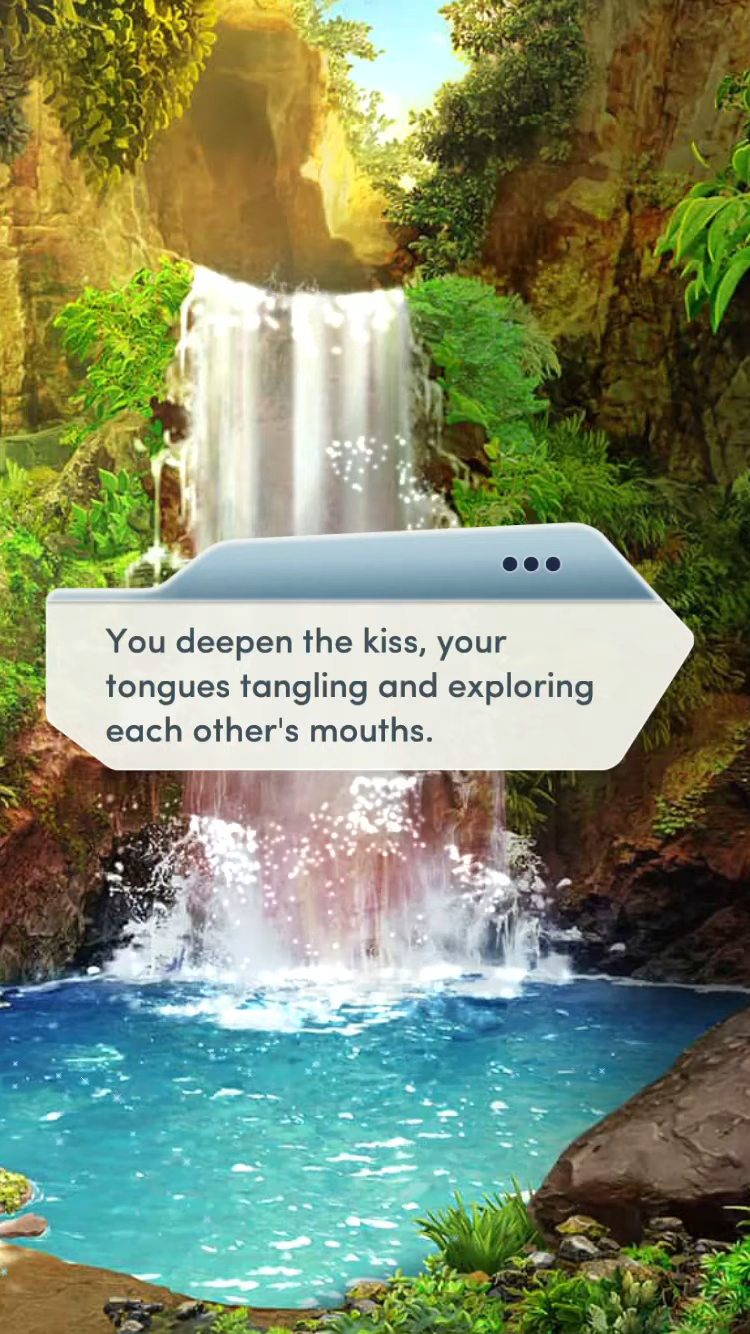 You deepen the kiss, your
tongues tangling and exploring
each other's mouths.